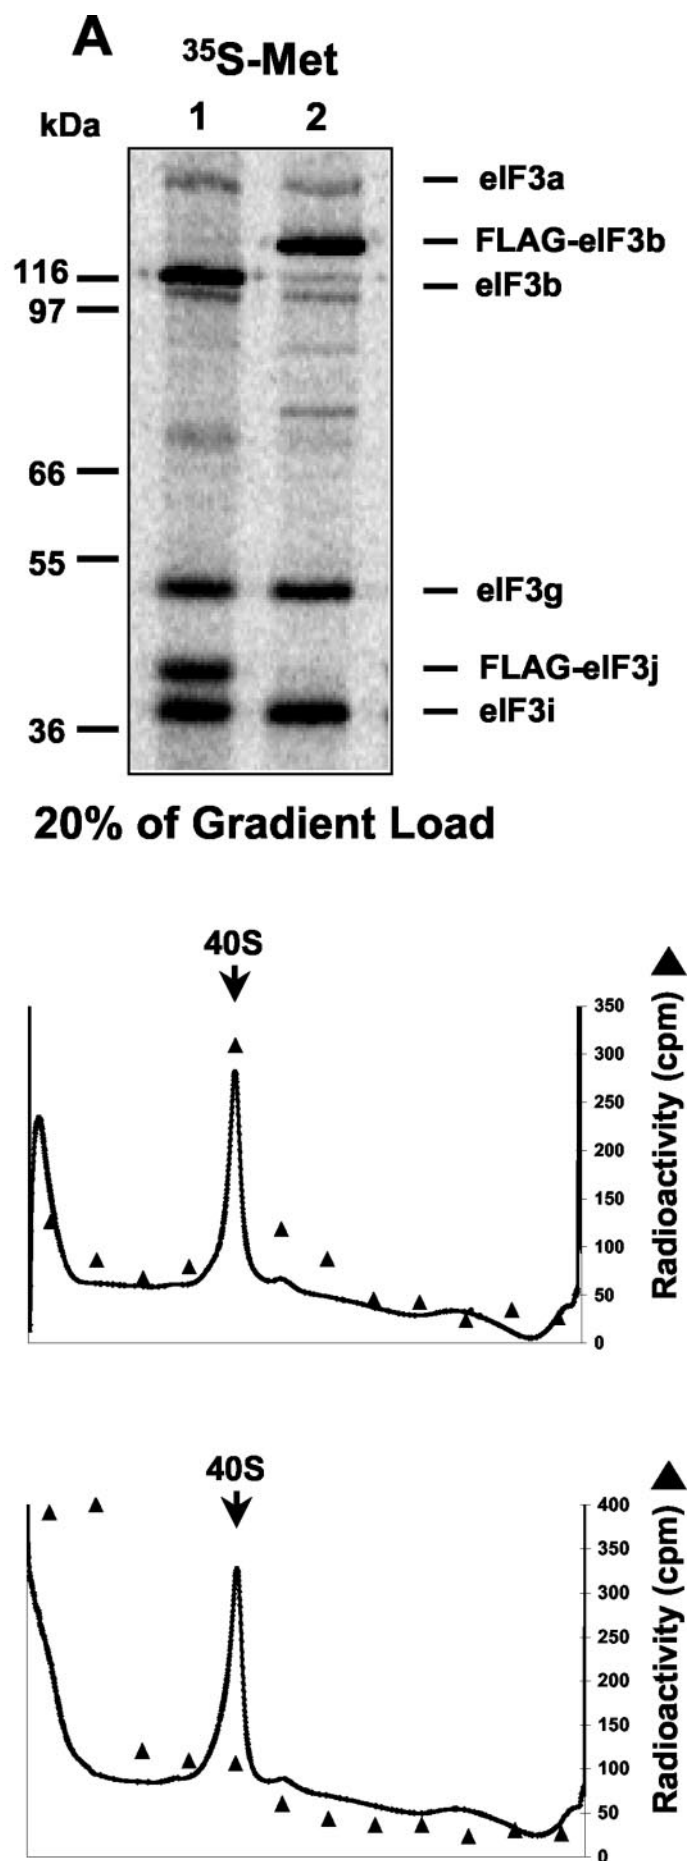 A
³⁵S-Met
kDa 1 2
eIF3a
FLAG-eIF3b
116
eIF3b
97
66
55
eIF3g
FLAG-eIF3j
eIF3i
36
20% of Gradient Load
40S
350
300
250
200
150
100
50
0
Radioactivity (cpm)
40S
400
350
300
250
200
150
100
50
0
Radioactivity (cpm)